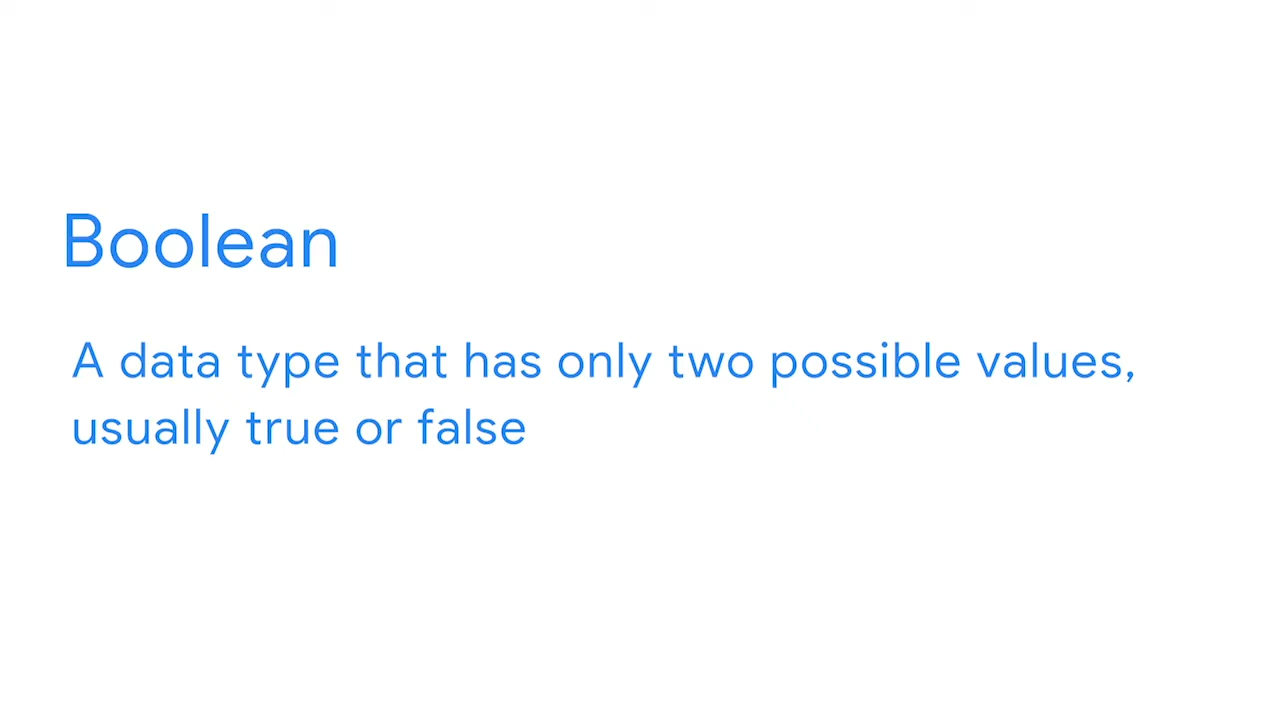 Boolean
A data type that has only two possible values,
usually true or false